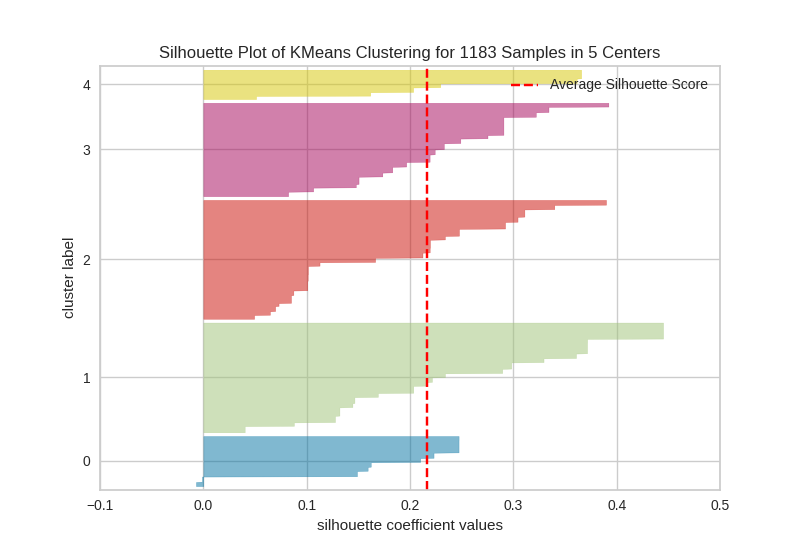 Silhouette Plot of KMeans Clustering for 1183 Samples in 5 Centers
Average Silhouette Score
cluster label
4
3
2
1
0
−0.1 0.0 0.1 0.2 0.3 0.4 0.5
silhouette coefficient values